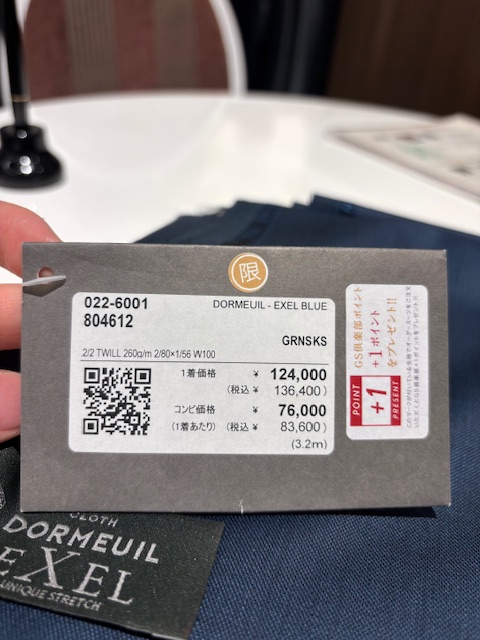 限
022-6001
DORMEUIL - EXEL BLUE
804612
GRNSKS
2/2 TWILL 260g/m 2/80×1/56 W100
1着価格 ¥ 124,000
(税込 ¥ 136,400)
コンビ価格 ¥ 76,000
(1着あたり) (税込 ¥ 83,600)
(3.2m)
GS倶楽部ポイント
+1ポイント
をプレゼント!!
POINT
+1
PRESENT
CLOTH
DORMEUIL
EXEL
UNIQUE STRETCH